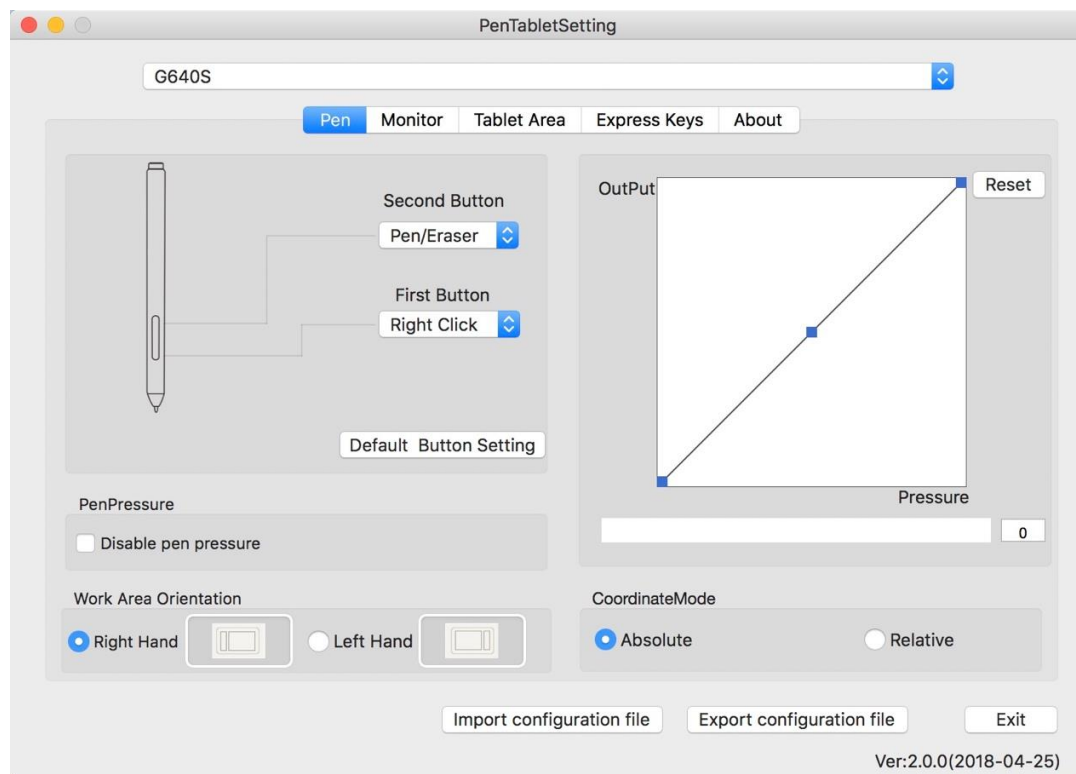 PenTabletSetting
G640S
Pen Monitor Tablet Area Express Keys About
Second Button
Pen/Eraser
First Button
Right Click
Default Button Setting
OutPut
Reset
Pressure
0
PenPressure
Disable pen pressure
Work Area Orientation
Right Hand Left Hand
CoordinateMode
Absolute Relative
Import configuration file Export configuration file Exit
Ver:2.0.0(2018-04-25)